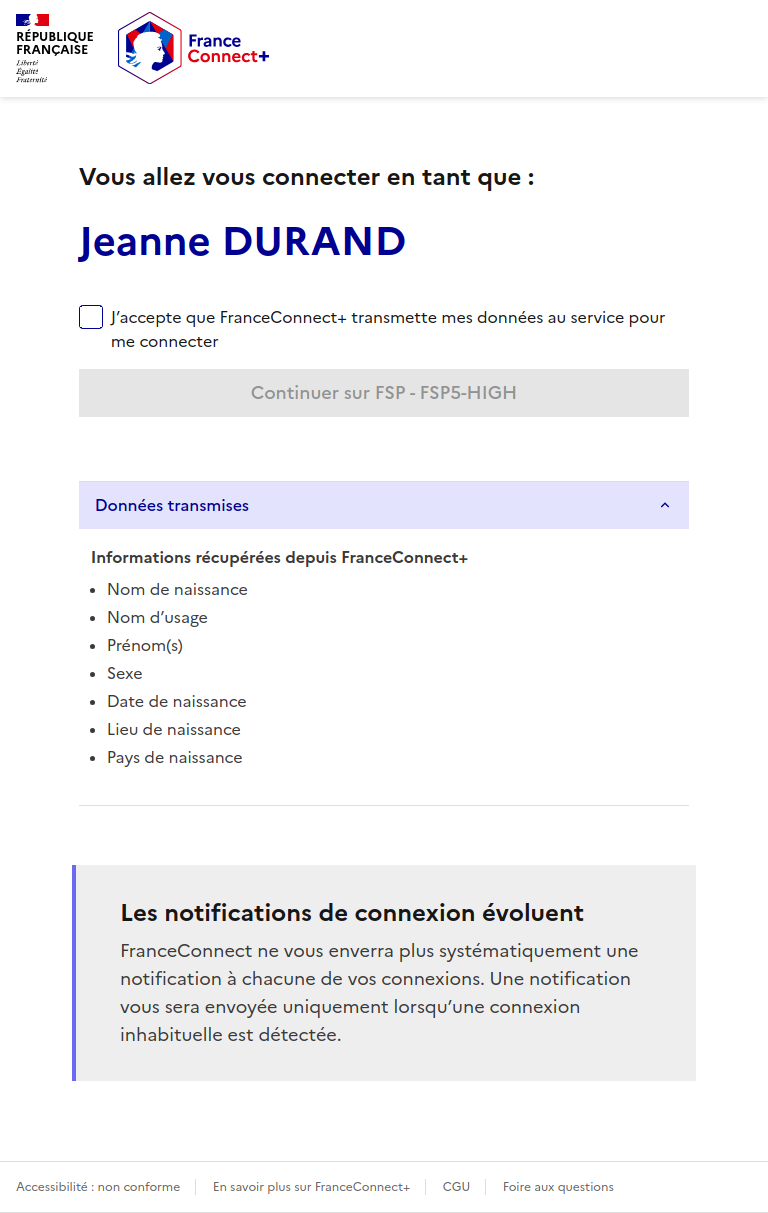 RÉPUBLIQUE
FRANÇAISE
Liberté
Égalité
Fraternité
France
Connect+
Vous allez vous connecter en tant que :
Jeanne DURAND
J’accepte que FranceConnect+ transmette mes données au service pour
me connecter
Continuer sur FSP - FSP5-HIGH
Données transmises
Informations récupérées depuis FranceConnect+
• Nom de naissance
• Nom d’usage
• Prénom(s)
• Sexe
• Date de naissance
• Lieu de naissance
• Pays de naissance
Les notifications de connexion évoluent
FranceConnect ne vous enverra plus systématiquement une
notification à chacune de vos connexions. Une notification
vous sera envoyée uniquement lorsqu’une connexion
inhabituelle est détectée.
Accessibilité : non conforme En savoir plus sur FranceConnect+ CGU Foire aux questions